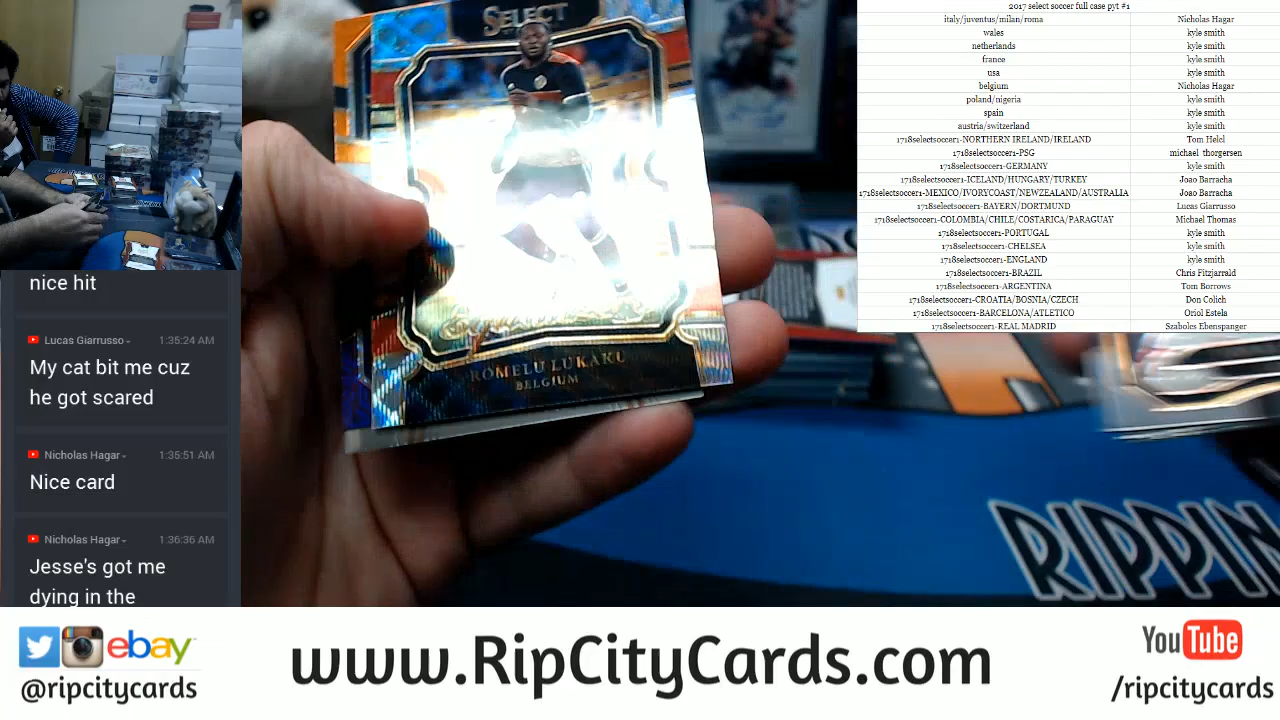 SELECT
ROMELU LUKAKU
BELGIUM
2017 select soccer full case pyt #1
italy/juventus/milan/roma Nicholas Hagar
wales kyle smith
netherlands kyle smith
france kyle smith
usa kyle smith
belgium Nicholas Hagar
poland/nigeria kyle smith
spain kyle smith
austria/switzerland kyle smith
1718selectsoccer1-NORTHERN IRELAND/IRELAND Tom Helel
1718selectsoccer1-PSG michael thorgersen
1718selectsoccer1-GERMANY kyle smith
1718selectsoccer1-ICELAND/HUNGARY/TURKEY Joao Barracha
1718selectsoccer1-MEXICO/IVORYCOAST/NEWZEALAND/AUSTRALIA Joao Barracha
1718selectsoccer1-BAYERN/DORTMUND Lucas Giarrusso
1718selectsoccer1-COLOMBIA/CHILE/COSTARICA/PARAGUAY Michael Thomas
1718selectsoccer1-PORTUGAL kyle smith
1718selectsoccer1-CHELSEA kyle smith
1718selectsoccer1-ENGLAND kyle smith
1718selectsoccer1-BRAZIL Chris Fitzjarrald
1718selectsoccer1-ARGENTINA Tom Borrows
1718selectsoccer1-CROATIA/BOSNIA/CZECH Don Colich
1718selectsoccer1-BARCELONA/ATLETICO Oriol Estela
1718selectsoccer1-REAL MADRID Szabolcs Ebenspanger
nice hit
Lucas Giarrusso 1:35:24 AM
My cat bit me cuz
he got scared
Nicholas Hagar 1:35:51 AM
Nice card
Nicholas Hagar 1:36:36 AM
Jesse's got me
dying in the
RIPPIN
ebay
@ripcitycards
www.RipCityCards.com
YouTube
/ripcitycards